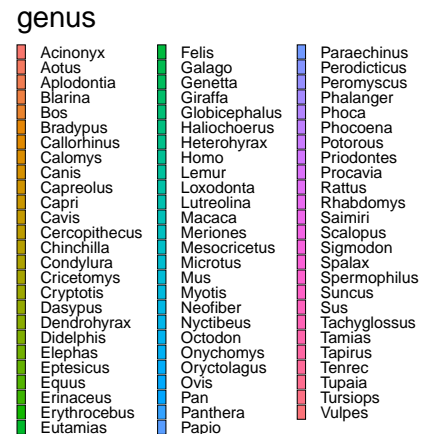 genus
Acinonyx
Aotus
Aplodontia
Blarina
Bos
Bradypus
Callorhinus
Calomys
Canis
Capreolus
Capri
Cavis
Cercopithecus
Chinchilla
Condylura
Cricetomys
Cryptotis
Dasypus
Dendrohyrax
Didelphis
Elephas
Eptesicus
Equus
Erinaceus
Erythrocebus
Eutamias
Felis
Galago
Genetta
Giraffa
Globicephalus
Haliochoerus
Heterohyrax
Homo
Lemur
Loxodonta
Lutreolina
Macaca
Meriones
Mesocricetus
Microtus
Mus
Myotis
Neofiber
Nyctibeus
Octodon
Onychomys
Oryctolagus
Ovis
Pan
Panthera
Papio
Paraechinus
Perodicticus
Peromyscus
Phalanger
Phoca
Phocoena
Potorous
Priodontes
Procavia
Rattus
Rhabdomys
Saimiri
Scalopus
Sigmodon
Spalax
Spermophilus
Suncus
Sus
Tachyglossus
Tamias
Tapirus
Tenrec
Tupaia
Tursiops
Vulpes